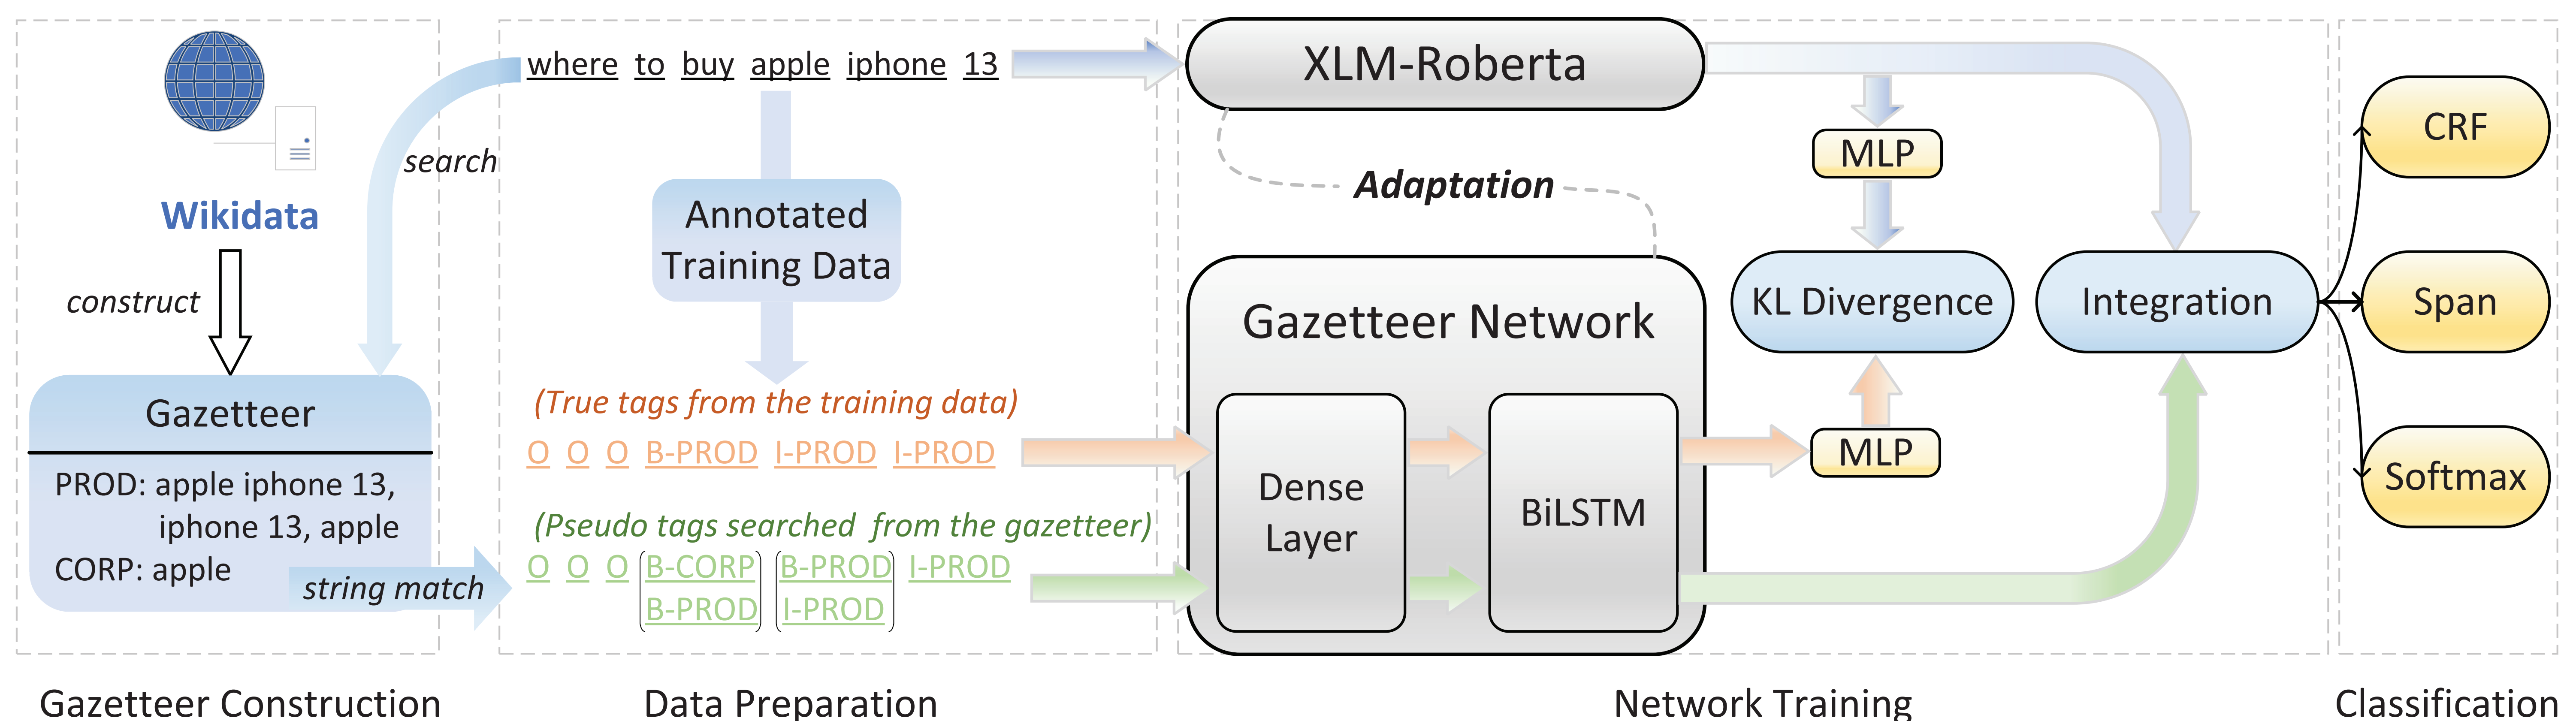 Wikidata
construct
search
Gazetteer
PROD: apple iphone 13,
iphone 13, apple
CORP: apple
string match
Gazetteer Construction
where to buy apple iphone 13
Annotated
Training Data
(True tags from the training data)
O O O B-PROD I-PROD I-PROD
(Pseudo tags searched from the gazetteer)
O O O B-CORP B-PROD I-PROD
B-PROD I-PROD
Data Preparation
XLM-Roberta
Adaptation
Gazetteer Network
Dense
Layer
BiLSTM
MLP
KL Divergence
MLP
Integration
Network Training
CRF
Span
Softmax
Classification